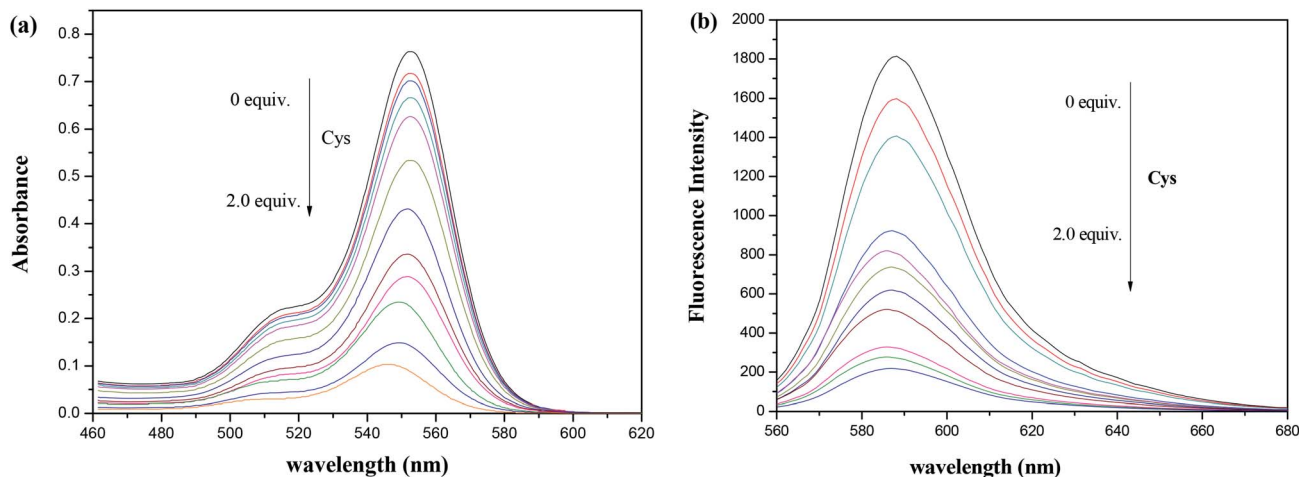 (a)
0.8
0.7
0.6
0.5
0.4
0.3
0.2
0.1
0.0
Absorbance
0 equiv.
Cys
2.0 equiv.
460 480 500 520 540 560 580 600 620
wavelength (nm)
(b)
2000
1800
1600
1400
1200
1000
800
600
400
200
0
Fluorescence Intensity
0 equiv.
Cys
2.0 equiv.
560 580 600 620 640 660 680
wavelength (nm)